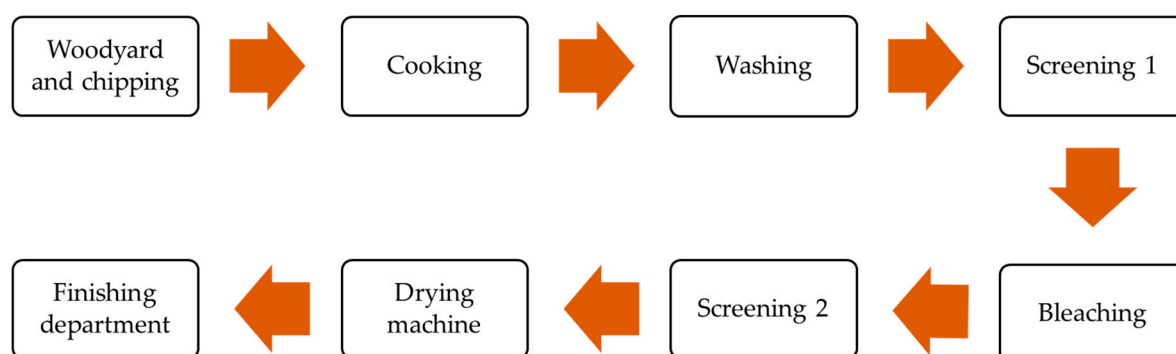 Woodyard
and chipping
Cooking
Washing
Screening 1
Bleaching
Screening 2
Drying
machine
Finishing
department